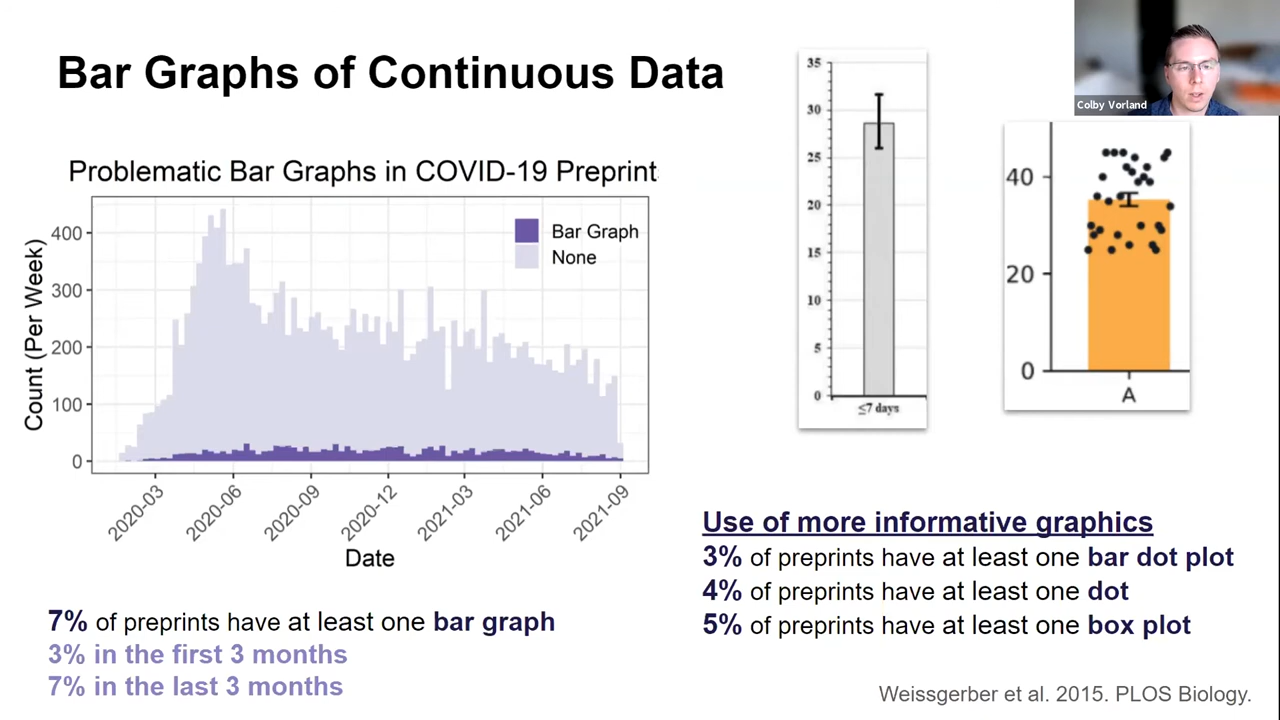 Bar Graphs of Continuous Data
Colby Vorland
Problematic Bar Graphs in COVID-19 Preprint
Bar Graph
None
Count (Per Week)
400
300
200
100
0
2020-03
2020-06
2020-09
2020-12
2021-03
2021-06
2021-09
Date
35
30
25
20
15
10
5
0
≤7 days
40
20
0
A
7% of preprints have at least one bar graph
3% in the first 3 months
7% in the last 3 months
Use of more informative graphics
3% of preprints have at least one bar dot plot
4% of preprints have at least one dot
5% of preprints have at least one box plot
Weissgerber et al. 2015. PLOS Biology.